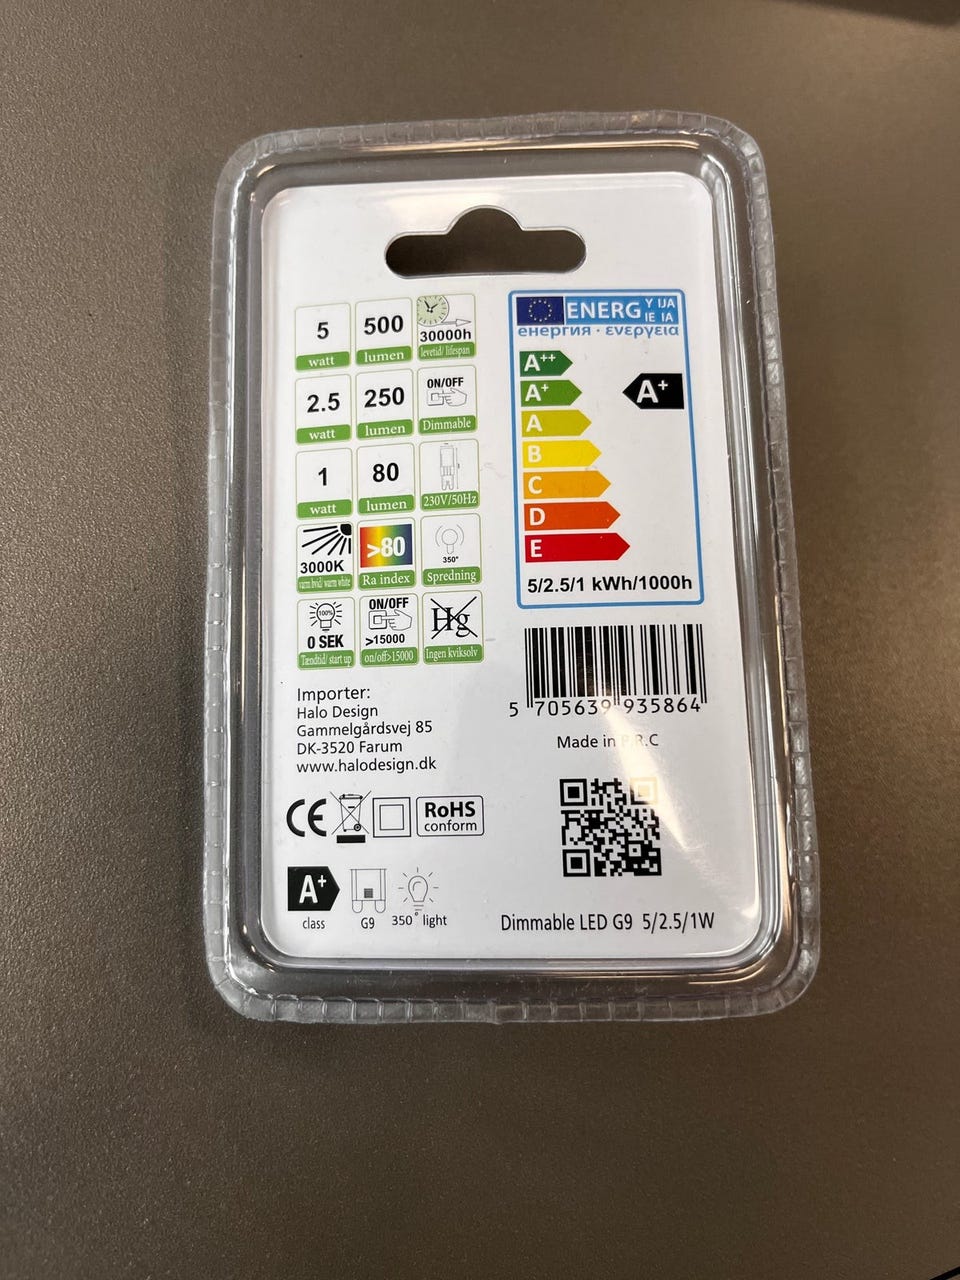 5
watt
500
lumen
30000h
levetid/ lifespan
2.5
watt
250
lumen
ON/OFF
Dimmable
1
watt
80
lumen
230V/50Hz
3000K
varm hvid/ warm white
>80
Ra index
350°
Spredning
100%
0 SEK
Tændtid/ start up
ON/OFF
>15000
on/off>15000
Hg
Ingen kviksølv
ENERG Y IJA
IE IA
енергия · ενεργεια
A++
A+
A+
A
B
C
D
E
5/2.5/1 kWh/1000h
Importer:
Halo Design
Gammelgårdsvej 85
DK-3520 Farum
www.halodesign.dk
5 705639 935864
Made in P.R.C
CE
RoHS
conform
A+
class
G9
350° light
Dimmable LED G9 5/2.5/1W